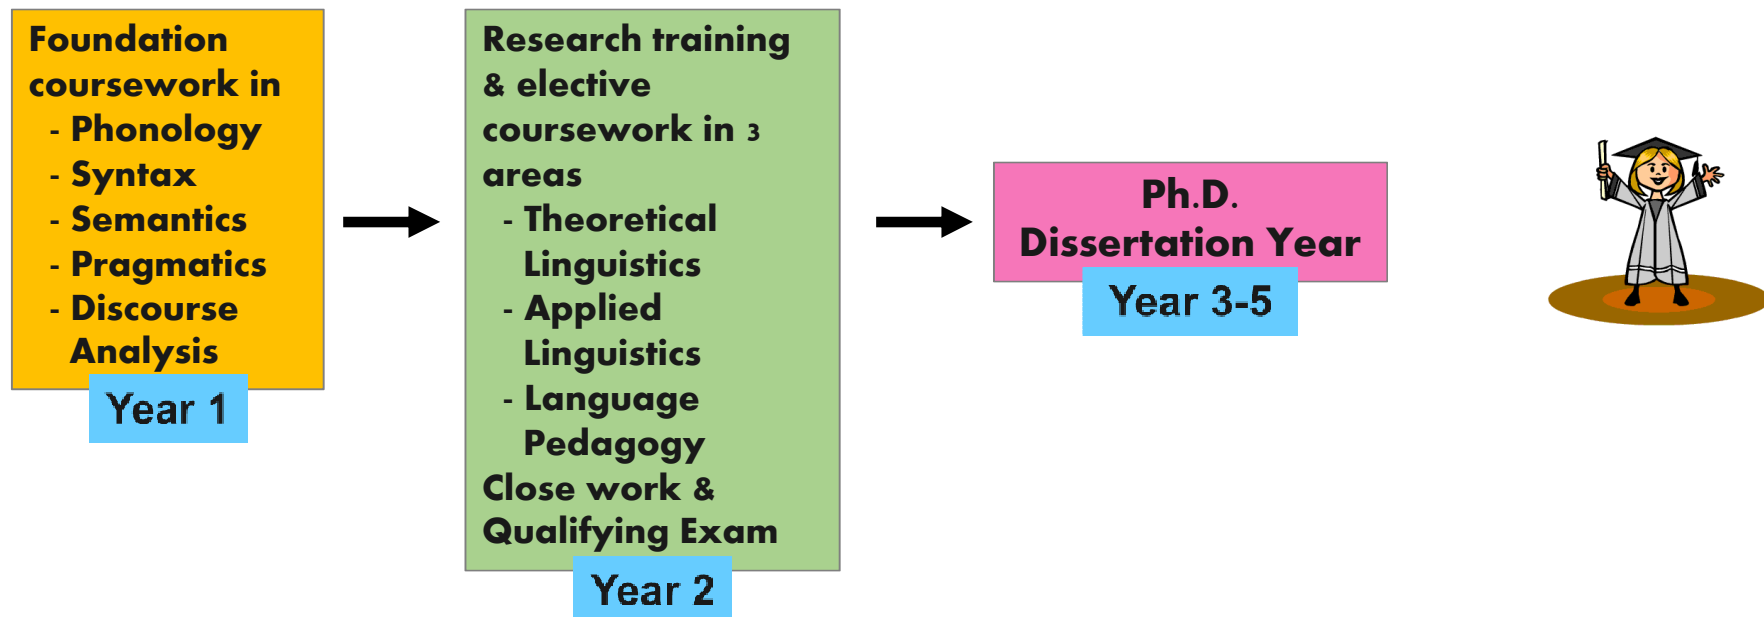 Foundation
coursework in
- Phonology
- Syntax
- Semantics
- Pragmatics
- Discourse
Analysis
Year 1
Research training
& elective
coursework in 3
areas
- Theoretical
Linguistics
- Applied
Linguistics
- Language
Pedagogy
Close work &
Qualifying Exam
Year 2
Ph.D.
Dissertation Year
Year 3-5